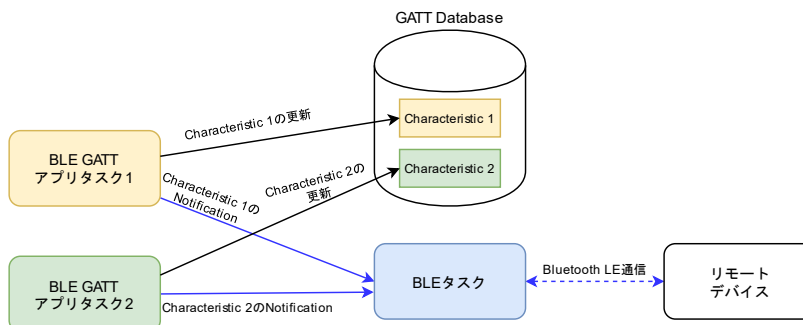 GATT Database
Characteristic 1の更新
Characteristic 1
BLE GATT
アプリタスク1
Characteristic 2
Characteristic 2の
更新
Characteristic 1の
Notification
BLE GATT
アプリタスク2
Characteristic 2のNotification
BLEタスク
Bluetooth LE通信
リモート
デバイス